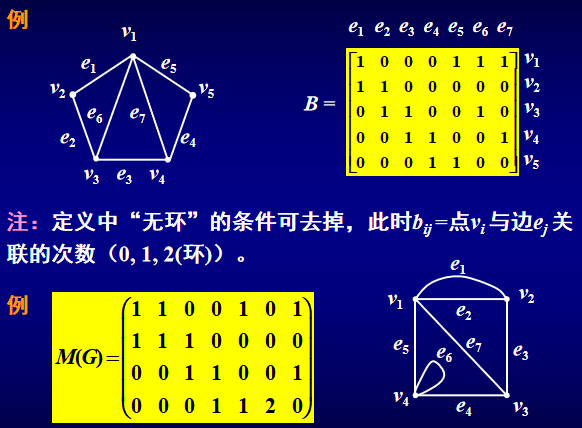 例
v1
e1
e5
v2
v5
e6
e7
e2
e4
v3
e3
v4
e1 e2 e3 e4 e5 e6 e7
1 0 0 0 1 1 1 v1
1 1 0 0 0 0 0 v2
B = 0 1 1 0 0 1 0 v3
0 0 1 1 0 0 1 v4
0 0 0 1 1 0 0 v5
注：定义中“无环”的条件可去掉，此时bij=点vi与边ej关
联的次数（0, 1, 2(环)）。
例
1 1 0 0 1 0 1
1 1 1 0 0 0 0
M(G)=
0 0 1 1 0 0 1
0 0 0 1 1 2 0
e1
v1
v2
e2
e5
e6
e7
e3
v4
e4
v3